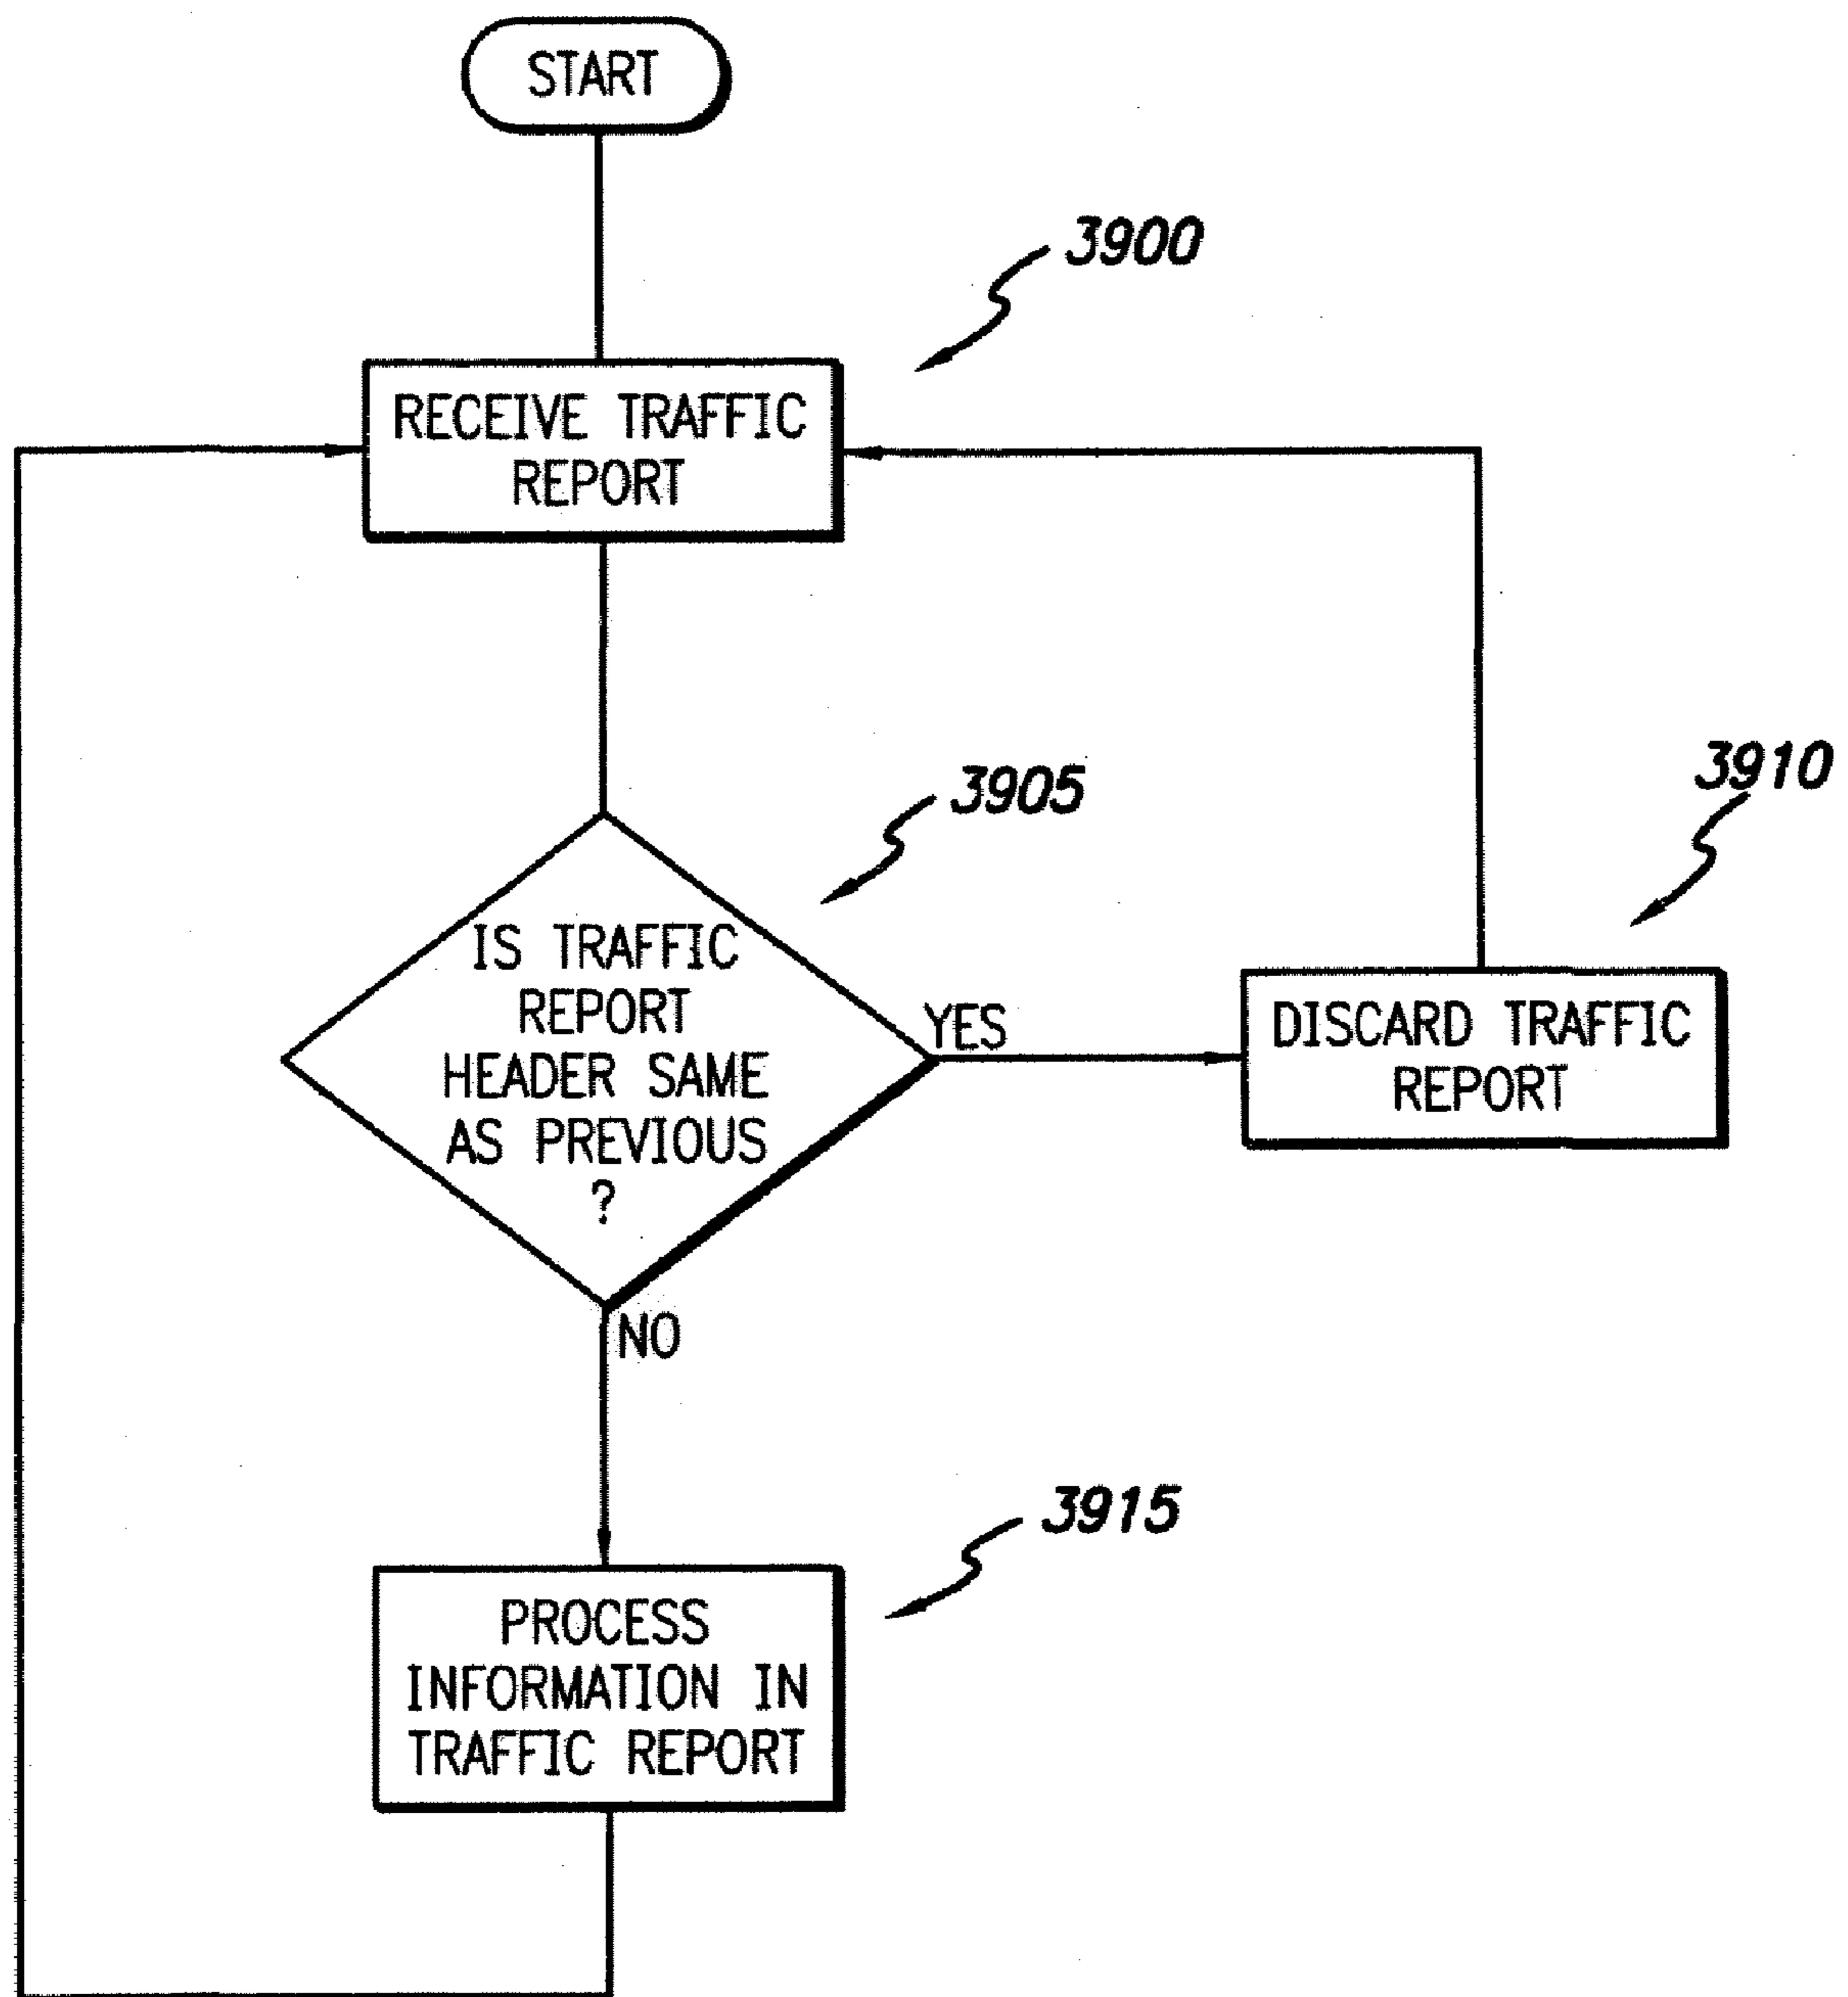 START
3900
RECEIVE TRAFFIC
REPORT
3905
3910
IS TRAFFIC
REPORT
HEADER SAME
AS PREVIOUS
?
YES
DISCARD TRAFFIC
REPORT
NO
3915
PROCESS
INFORMATION IN
TRAFFIC REPORT